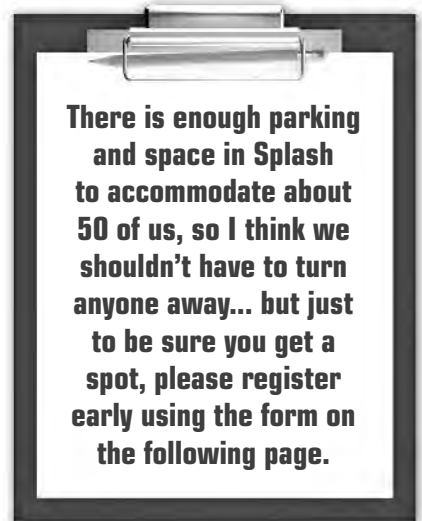 There is enough parking
and space in Splash
to accommodate about
50 of us, so I think we
shouldn’t have to turn
anyone away... but just
to be sure you get a
spot, please register
early using the form on
the following page.